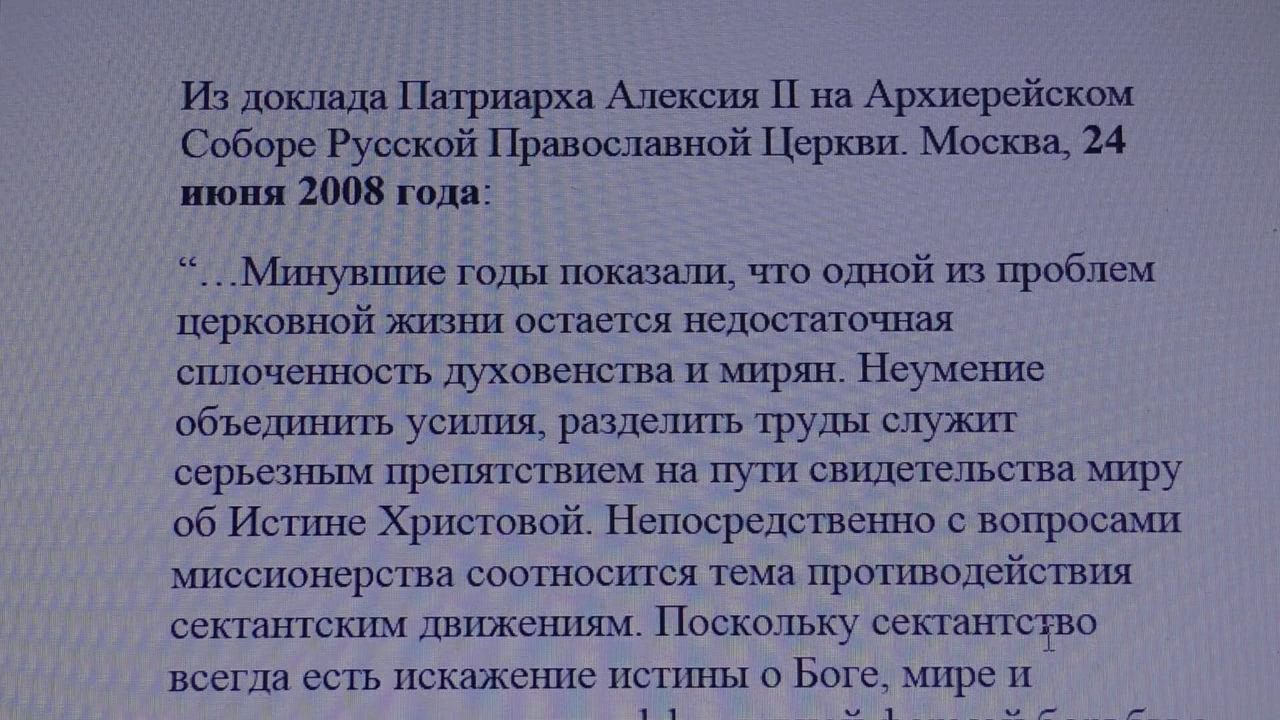 Из доклада Патриарха Алексия II на Архиерейском
Соборе Русской Православной Церкви. Москва, 24
июня 2008 года:
“…Минувшие годы показали, что одной из проблем
церковной жизни остается недостаточная
сплоченность духовенства и мирян. Неумение
объединить усилия, разделить труды служит
серьезным препятствием на пути свидетельства миру
об Истине Христовой. Непосредственно с вопросами
миссионерства соотносится тема противодействия
сектантским движениям. Поскольку сектантство
всегда есть искажение истины о Боге, мире и